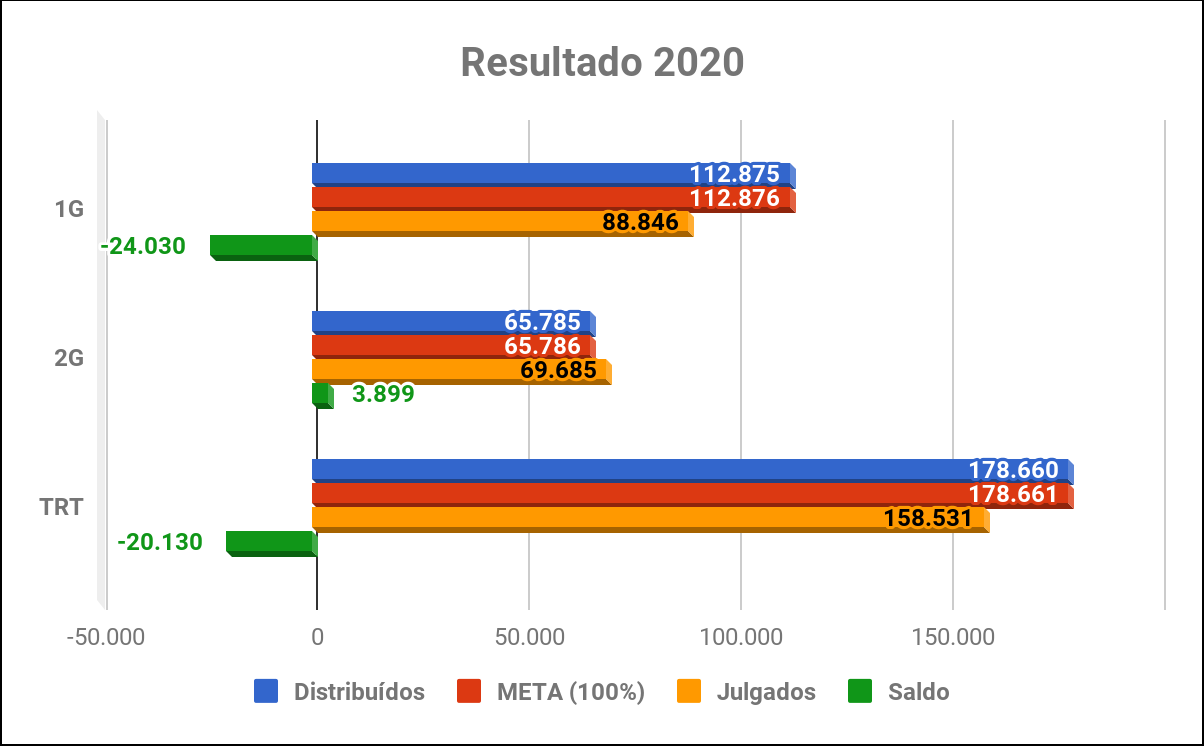 Resultado 2020
1G
112.875
112.876
88.846
-24.030
2G
65.785
65.786
69.685
3.899
TRT
178.660
178.661
158.531
-20.130
-50.000 0 50.000 100.000 150.000
Distribuídos META (100%) Julgados Saldo